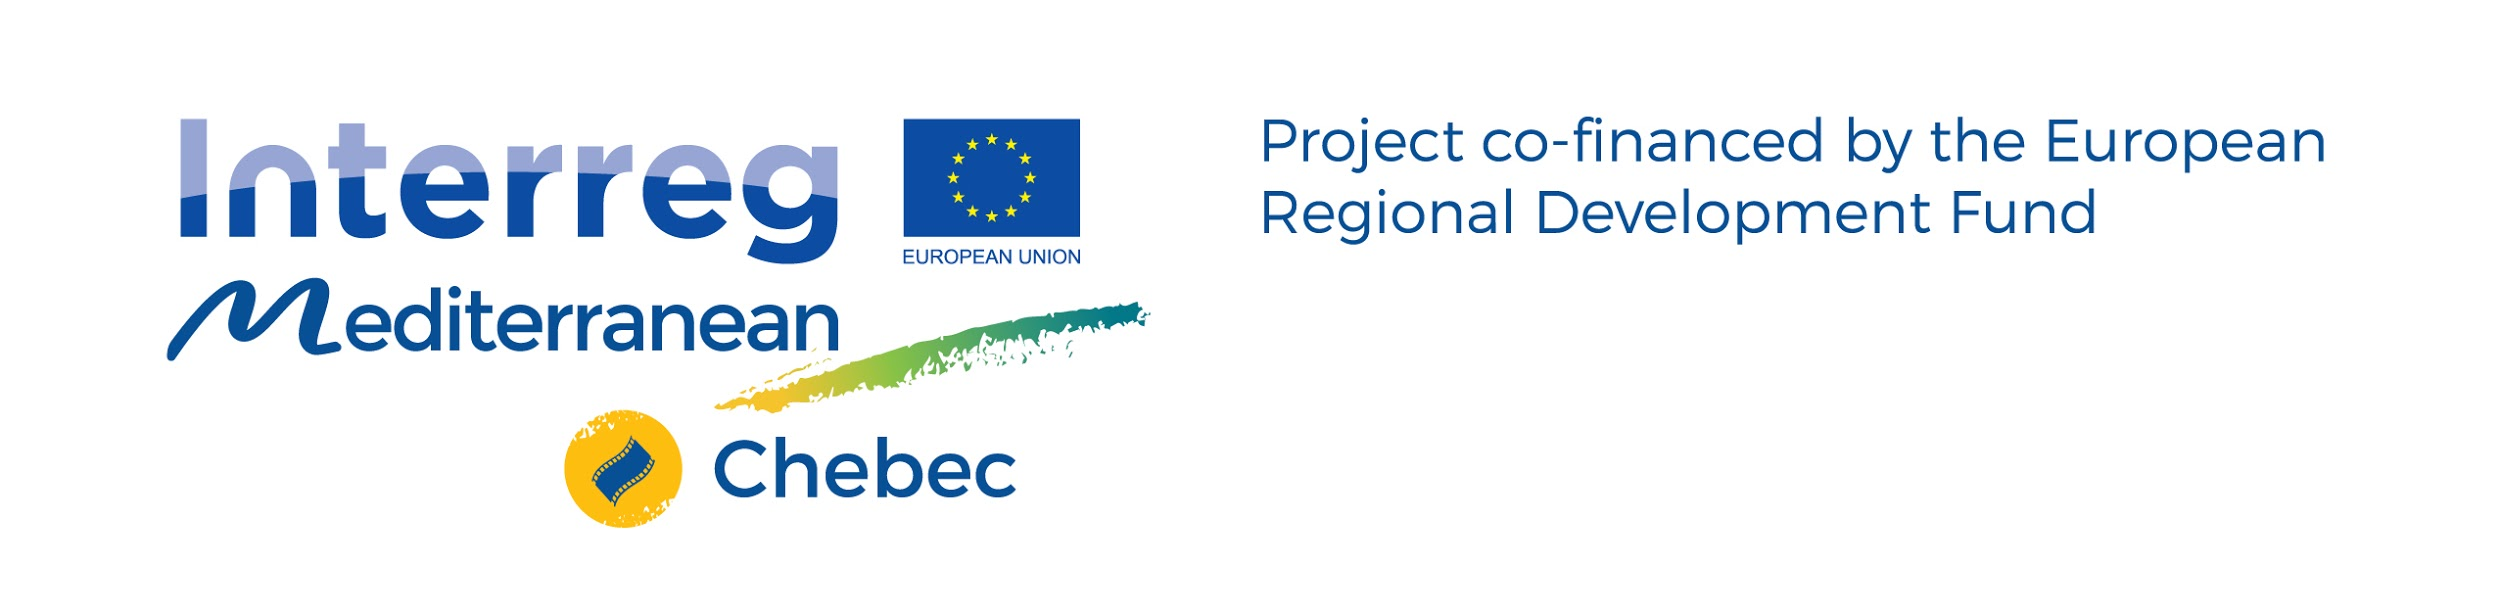 Interreg
EUROPEAN UNION
Mediterranean
Chebec
Project co-financed by the European
Regional Development Fund